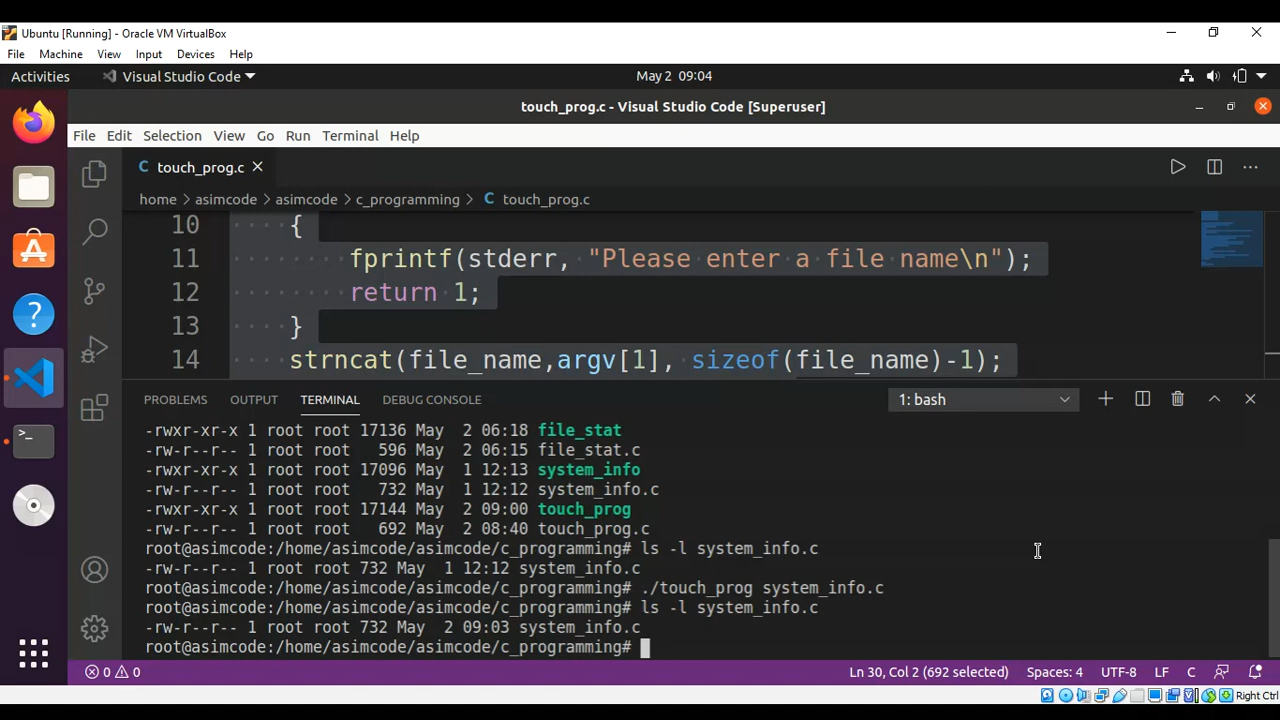 Ubuntu [Running] - Oracle VM VirtualBox
File Machine View Input Devices Help
Activities Visual Studio Code May 2 09:04
touch_prog.c - Visual Studio Code [Superuser]
File Edit Selection View Go Run Terminal Help
C touch_prog.c
home > asimcode > asimcode > c_programming > C touch_prog.c
10 {
11 fprintf(stderr, "Please enter a file name\n");
12 return 1;
13 }
14 strncat(file_name,argv[1], sizeof(file_name)-1);
PROBLEMS OUTPUT TERMINAL DEBUG CONSOLE 1: bash
-rwxr-xr-x 1 root root 17136 May  2 06:18 file_stat
-rw-r--r-- 1 root root   596 May  2 06:15 file_stat.c
-rwxr-xr-x 1 root root 17096 May  1 12:13 system_info
-rw-r--r-- 1 root root   732 May  1 12:12 system_info.c
-rwxr-xr-x 1 root root 17144 May  2 09:00 touch_prog
-rw-r--r-- 1 root root   692 May  2 08:40 touch_prog.c
root@asimcode:/home/asimcode/asimcode/c_programming# ls -l system_info.c
-rw-r--r-- 1 root root 732 May  1 12:12 system_info.c
root@asimcode:/home/asimcode/asimcode/c_programming# ./touch_prog system_info.c
root@asimcode:/home/asimcode/asimcode/c_programming# ls -l system_info.c
-rw-r--r-- 1 root root 732 May  2 09:03 system_info.c
root@asimcode:/home/asimcode/asimcode/c_programming#
0 0 Ln 30, Col 2 (692 selected) Spaces: 4 UTF-8 LF C
Right Ctrl